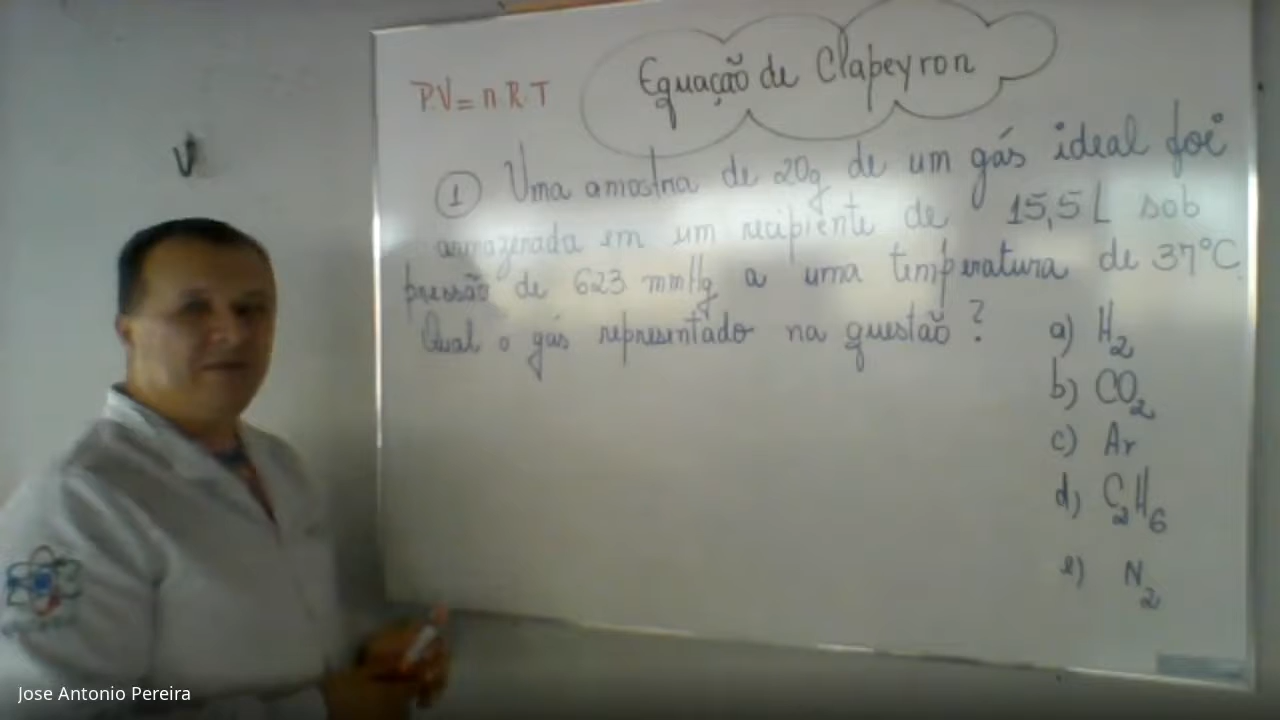 Equação de Clapeyron
P.V = n R.T
① Uma amostra de 20g de um gás ideal foi
armazenada em um recipiente de 15,5 L sob
pressão de 623 mmHg a uma temperatura de 37°C.
Qual o gás representado na questão?
a) H₂
b) CO₂
c) Ar
d) C₂H₆
e) N₂
Jose Antonio Pereira